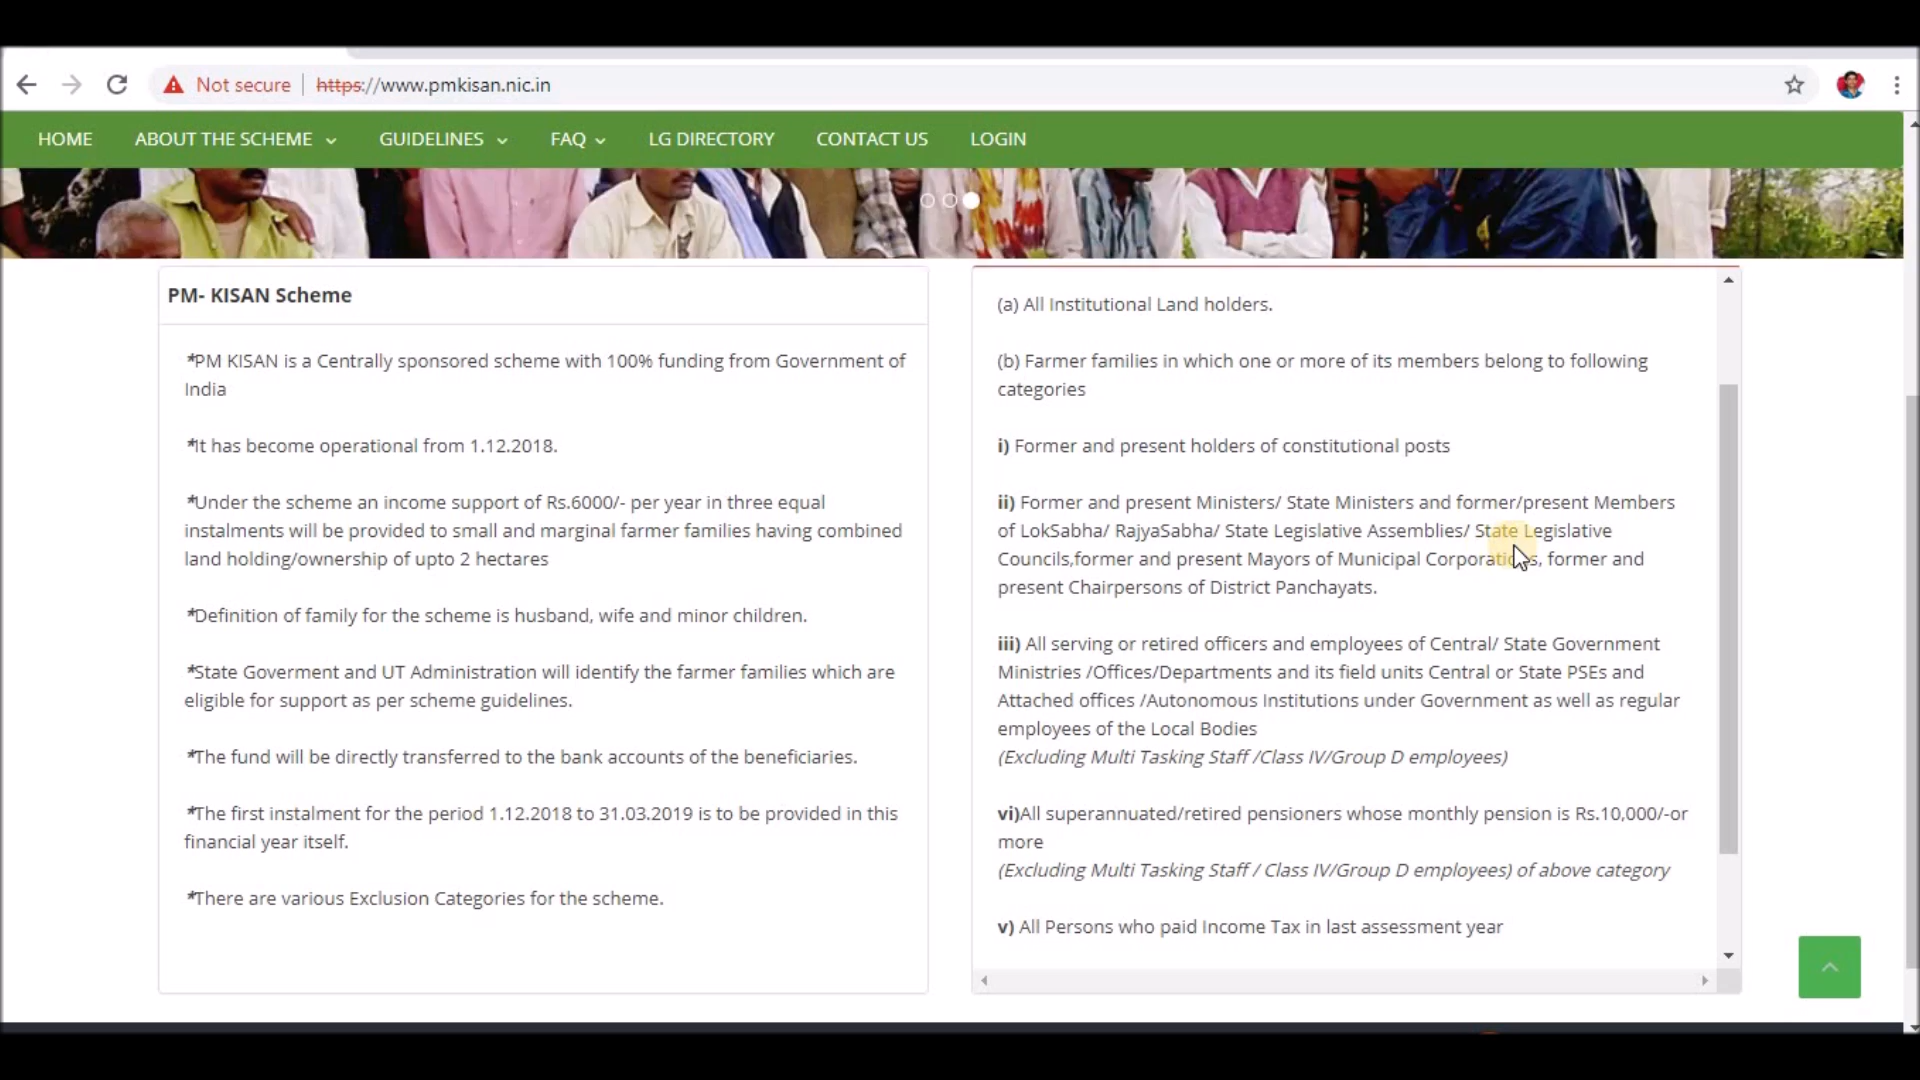 Not secure | https://www.pmkisan.nic.in
HOME ABOUT THE SCHEME GUIDELINES FAQ LG DIRECTORY CONTACT US LOGIN
PM- KISAN Scheme
*PM KISAN is a Centrally sponsored scheme with 100% funding from Government of
India
*It has become operational from 1.12.2018.
*Under the scheme an income support of Rs.6000/- per year in three equal
instalments will be provided to small and marginal farmer families having combined
land holding/ownership of upto 2 hectares
*Definition of family for the scheme is husband, wife and minor children.
*State Goverment and UT Administration will identify the farmer families which are
eligible for support as per scheme guidelines.
*The fund will be directly transferred to the bank accounts of the beneficiaries.
*The first instalment for the period 1.12.2018 to 31.03.2019 is to be provided in this
financial year itself.
*There are various Exclusion Categories for the scheme.
(a) All Institutional Land holders.
(b) Farmer families in which one or more of its members belong to following
categories
i) Former and present holders of constitutional posts
ii) Former and present Ministers/ State Ministers and former/present Members
of LokSabha/ RajyaSabha/ State Legislative Assemblies/ State Legislative
Councils,former and present Mayors of Municipal Corporations, former and
present Chairpersons of District Panchayats.
iii) All serving or retired officers and employees of Central/ State Government
Ministries /Offices/Departments and its field units Central or State PSEs and
Attached offices /Autonomous Institutions under Government as well as regular
employees of the Local Bodies
(Excluding Multi Tasking Staff /Class IV/Group D employees)
vi)All superannuated/retired pensioners whose monthly pension is Rs.10,000/-or
more
(Excluding Multi Tasking Staff / Class IV/Group D employees) of above category
v) All Persons who paid Income Tax in last assessment year